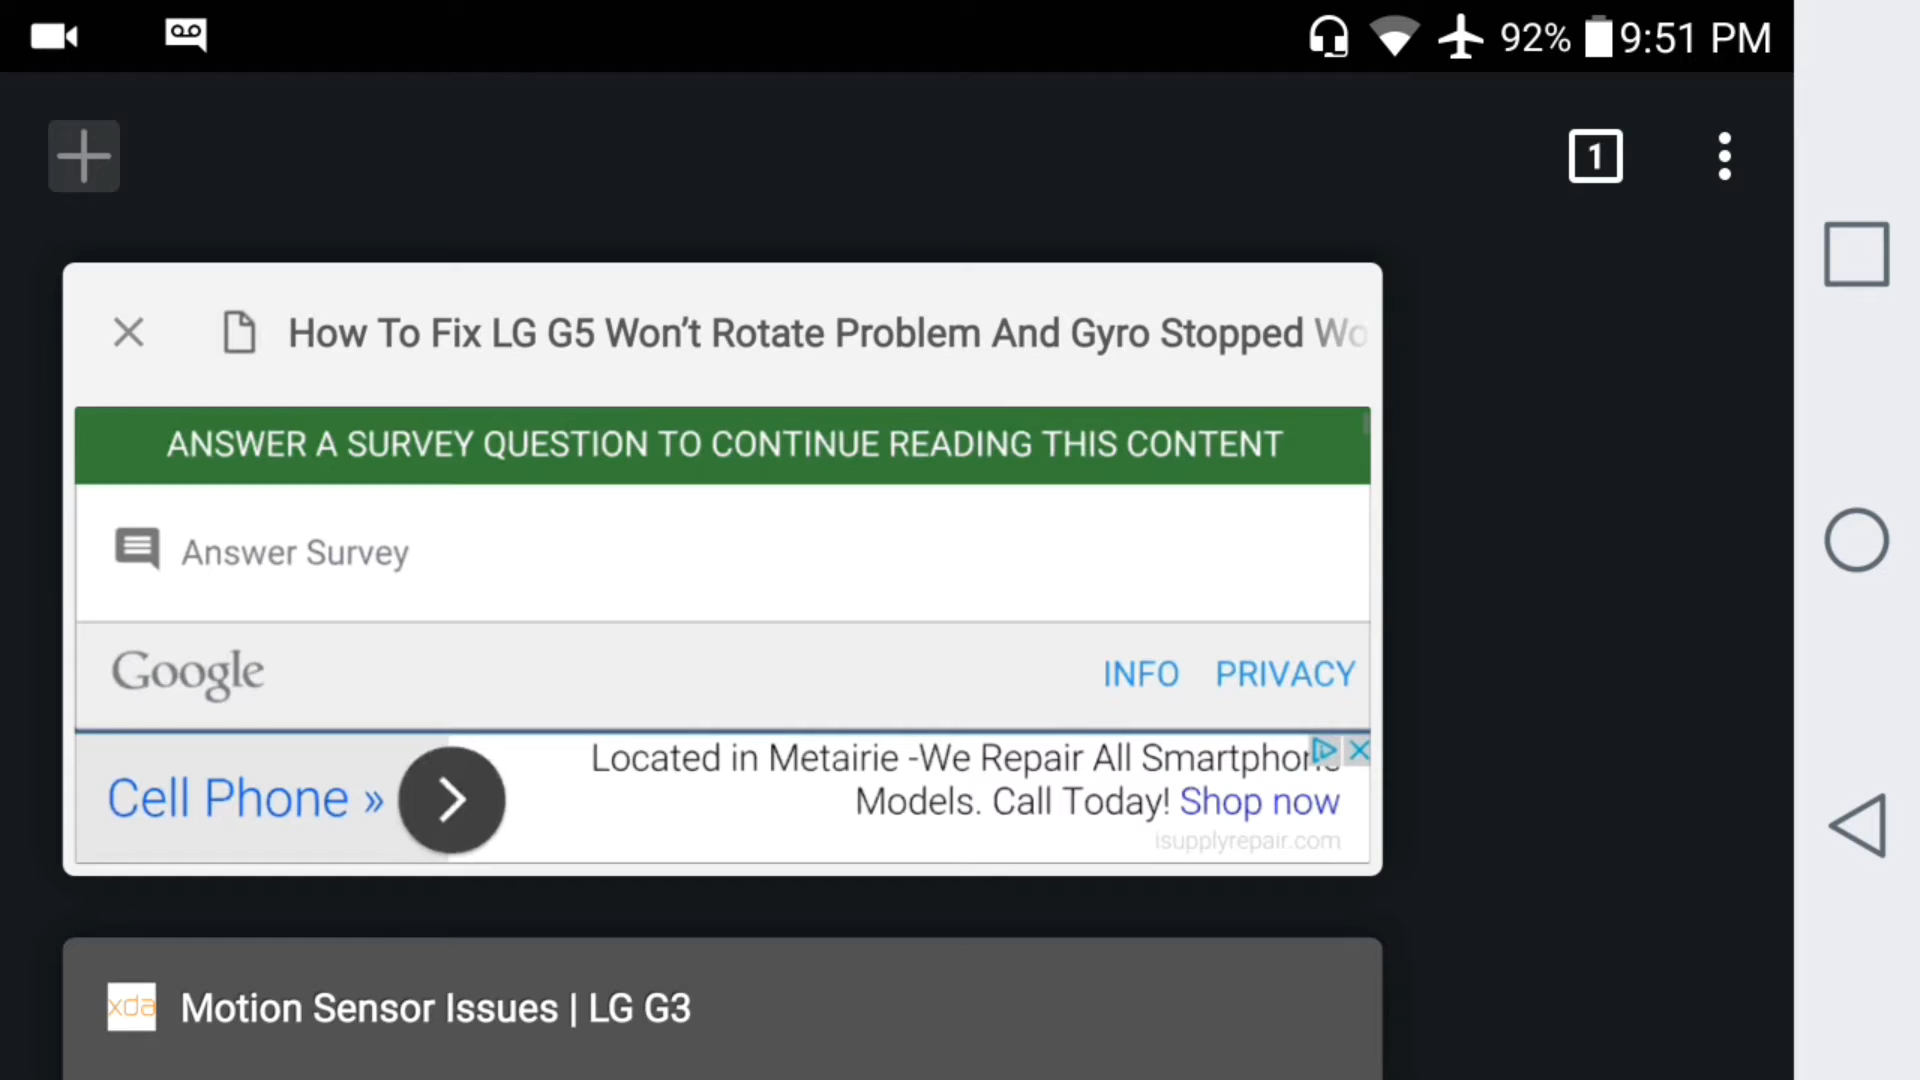 92% 9:51 PM
1
How To Fix LG G5 Won’t Rotate Problem And Gyro Stopped Wo
ANSWER A SURVEY QUESTION TO CONTINUE READING THIS CONTENT
Answer Survey
Google INFO PRIVACY
Cell Phone »
Located in Metairie -We Repair All Smartphone
Models. Call Today! Shop now
isupplyrepair.com
xda Motion Sensor Issues | LG G3